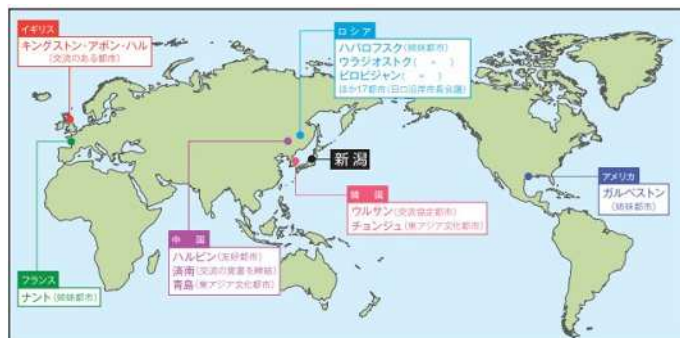 イギリス
キングストン・アポン・ハル
(交流のある都市)
ロシア
ハバロフスク(姉妹都市)
ウラジオストク( 〃 )
ビロビジャン( 〃 )
ほか17都市(日ロ沿岸市長会議)
新潟
アメリカ
ガルベストン
(姉妹都市)
韓国
ウルサン(交流協定都市)
チョンジュ(東アジア文化都市)
中国
ハルビン(友好都市)
済南(交流の覚書を締結)
青島(東アジア文化都市)
フランス
ナント(姉妹都市)